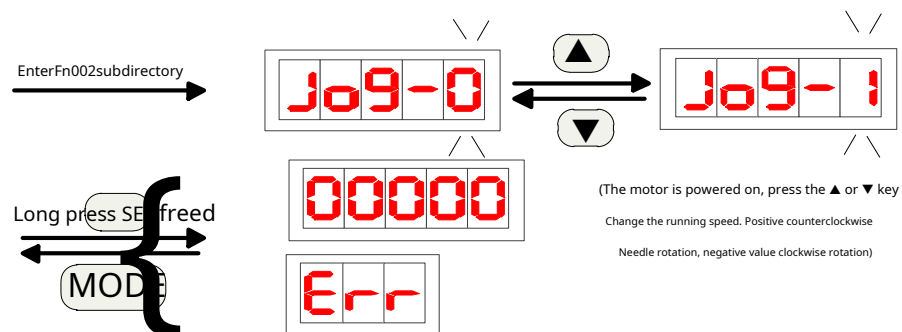 EnterFn002subdirectory
Jog-0
▲
Jog-1
▼
Long press SE freed
00000
(The motor is powered on, press the ▲ or ▼ key
Change the running speed. Positive counterclockwise
Needle rotation, negative value clockwise rotation)
MODE
Err